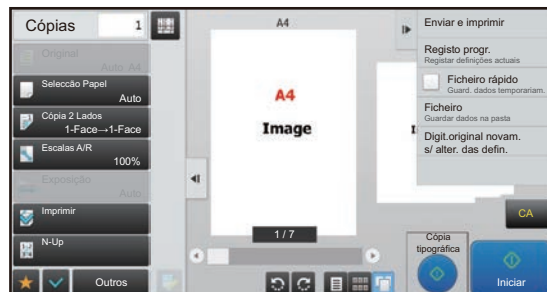 Cópias
1
Original
Auto A4
Selecção Papel
Auto
Cópia 2 Lados
1-Face→1-Face
Escalas A/R
100%
Exposição
Auto
Imprimir
N-Up
Outros
A4
A4
Image
1 / 7
Enviar e imprimir
Registo progr.
Registar definições actuais
Ficheiro rápido
Guard. dados temporariam.
Ficheiro
Guardar dados na pasta
Digit.original novam.
s/ alter. das defin.
CA
Cópia
tipográfica
Iniciar